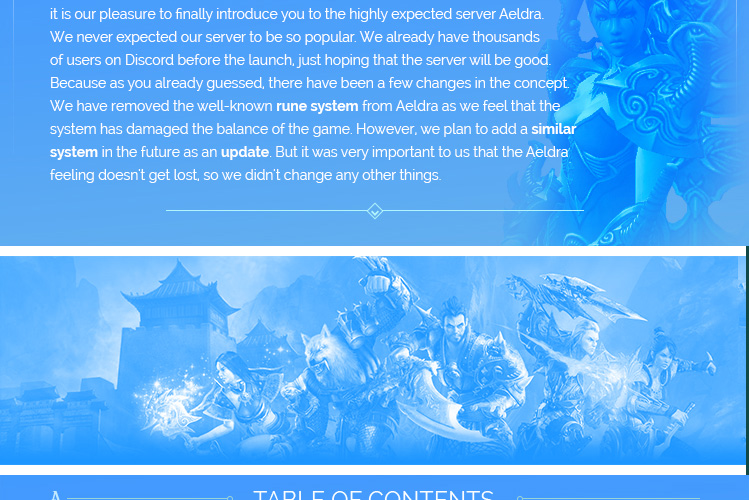 it is our pleasure to finally introduce you to the highly expected server Aeldra.
We never expected our server to be so popular. We already have thousands
of users on Discord before the launch, just hoping that the server will be good.
Because as you already guessed, there have been a few changes in the concept.
We have removed the well-known rune system from Aeldra as we feel that the
system has damaged the balance of the game. However, we plan to add a similar
system in the future as an update. But it was very important to us that the Aeldra
feeling doesn't get lost, so we didn't change any other things.
TABLE OF CONTENTS